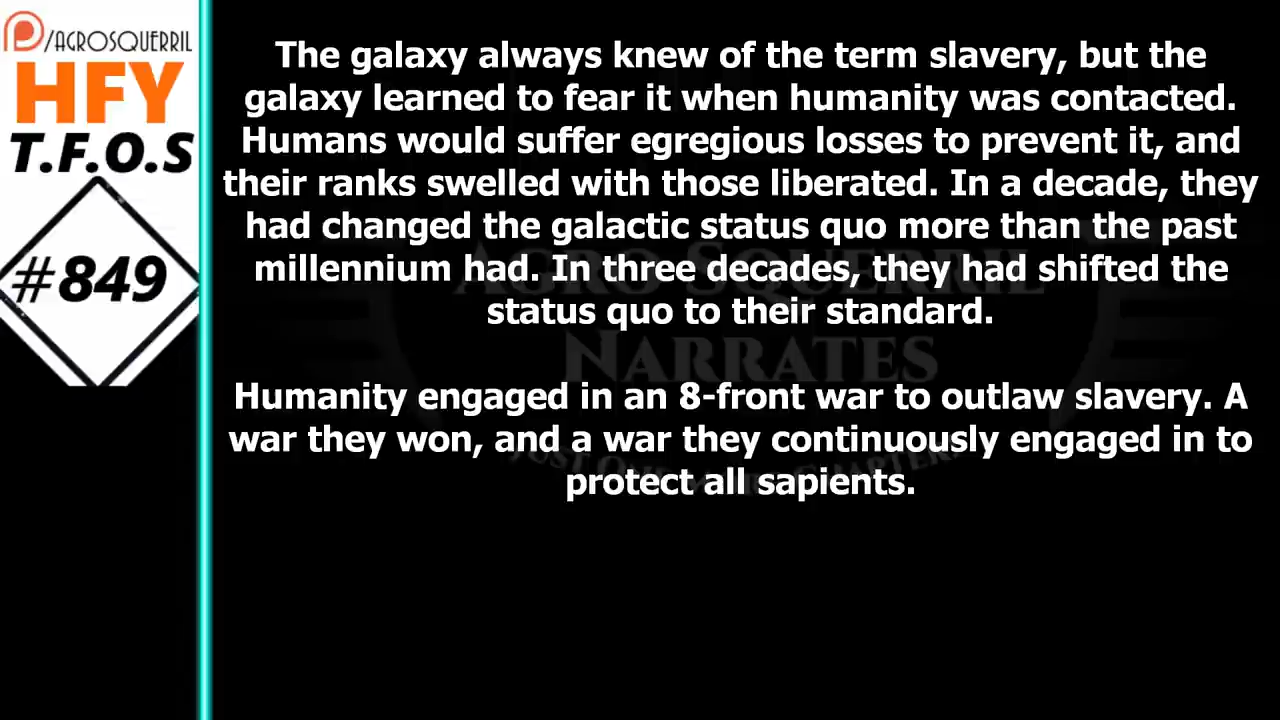 /AGROSQUERRIL
HFY
T.F.O.S
#849
The galaxy always knew of the term slavery, but the
galaxy learned to fear it when humanity was contacted.
Humans would suffer egregious losses to prevent it, and
their ranks swelled with those liberated. In a decade, they
had changed the galactic status quo more than the past
millennium had. In three decades, they had shifted the
status quo to their standard.
Humanity engaged in an 8-front war to outlaw slavery. A
war they won, and a war they continuously engaged in to
protect all sapients.
AGRO SQUERRIL
NARRATES